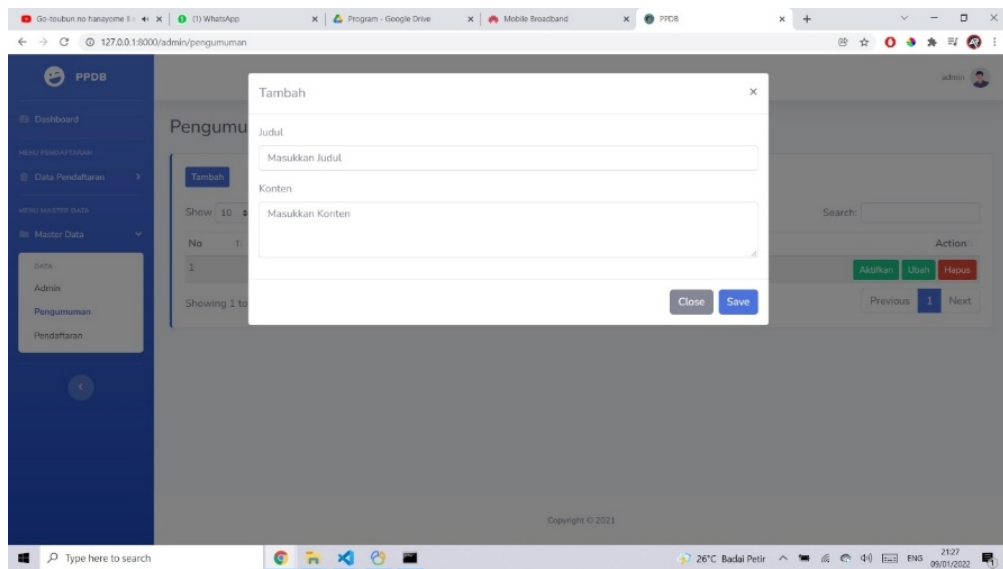 Go-toubun no hanayome
(1) WhatsApp
Program - Google Drive
Mobile Broadband
PPDB
127.0.0.1:8000/admin/pengumuman
PPDB
admin
Dashboard
MENU PENDAFTARAN
Data Pendaftaran
MENU MASTER DATA
Master Data
DATA
Admin
Pengumuman
Pendaftaran
Pengumu
Tambah
Show 10
Search:
No
Action
1
Aktifkan Ubah Hapus
Showing 1 to
Previous 1 Next
Tambah
Judul
Masukkan Judul
Konten
Masukkan Konten
Close Save
Copyright © 2021
Type here to search
26°C Badai Petir
ENG
21:27
09/01/2022